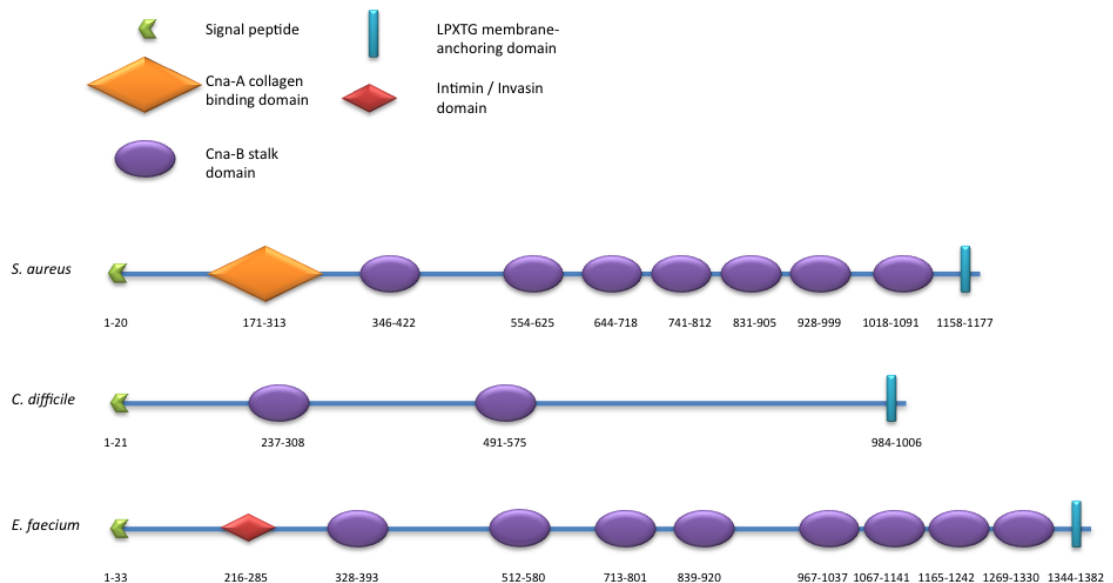 Signal peptide
LPXTG membrane-
anchoring domain
Cna-A collagen
binding domain
Intimin / Invasin
domain
Cna-B stalk
domain
S. aureus
1-20 171-313 346-422 554-625 644-718 741-812 831-905 928-999 1018-1091 1158-1177
C. difficile
1-21 237-308 491-575 984-1006
E. faecium
1-33 216-285 328-393 512-580 713-801 839-920 967-1037 1067-1141 1165-1242 1269-1330 1344-1382